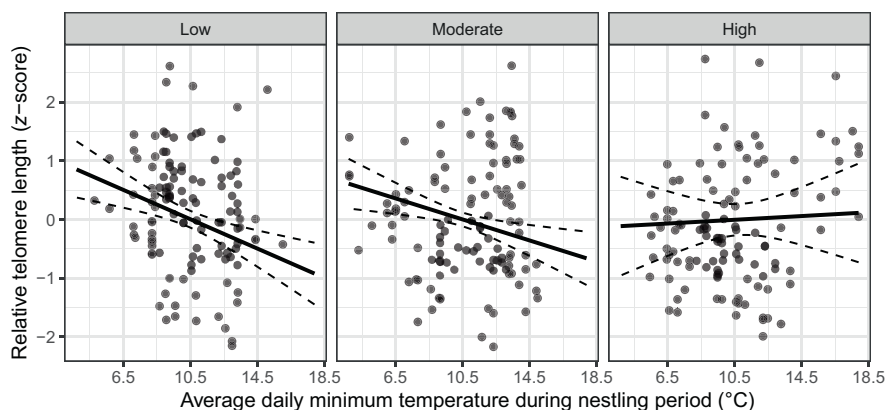 Low Moderate High
Relative telomere length (z-score)
2
1
0
−1
−2
6.5 10.5 14.5 18.5 6.5 10.5 14.5 18.5 6.5 10.5 14.5 18.5
Average daily minimum temperature during nestling period (°C)